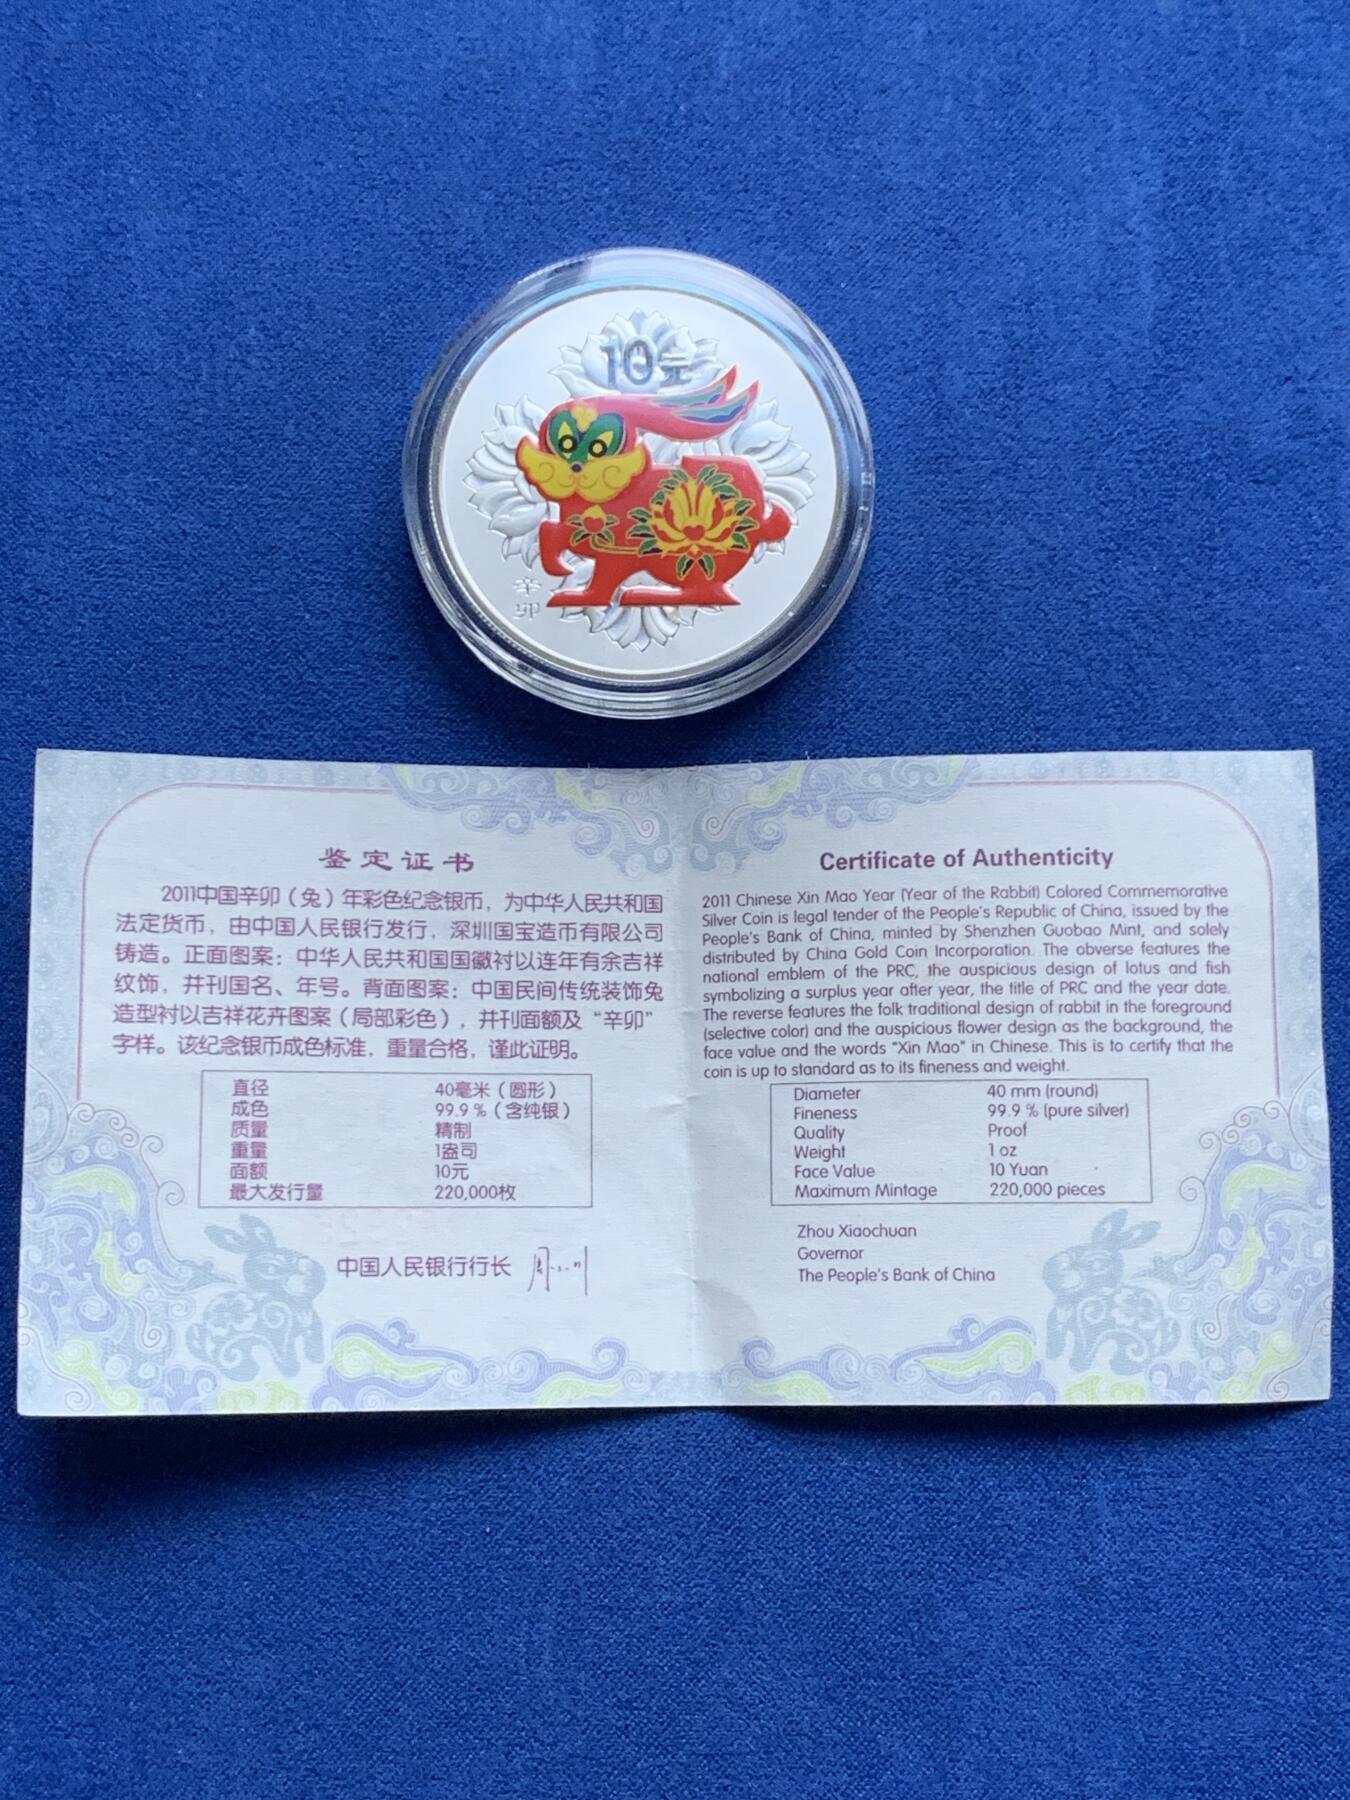 10元
辛
卯
鉴定证书
2011中国辛卯（兔）年彩色纪念银币，为中华人民共和国
法定货币，由中国人民银行发行，深圳国宝造币有限公司
铸造。正面图案：中华人民共和国国徽衬以连年有余吉祥
纹饰，并刊国名、年号。背面图案：中国民间传统装饰兔
造型衬以吉祥花卉图案（局部彩色），并刊面额及“辛卯”
字样。该纪念银币成色标准，重量合格，谨此证明。
直径 40毫米（圆形）
成色 99.9％（含纯银）
质量 精制
重量 1盎司
面额 10元
最大发行量 220,000枚
中国人民银行行长
Certificate of Authenticity
2011 Chinese Xin Mao Year (Year of the Rabbit) Colored Commemorative
Silver Coin is legal tender of the People's Republic of China, issued by the
People's Bank of China, minted by Shenzhen Guobao Mint, and solely
distributed by China Gold Coin Incorporation. The obverse features the
national emblem of the PRC, the auspicious design of lotus and fish
symbolizing a surplus year after year, the title of PRC and the year date.
The reverse features the folk traditional design of rabbit in the foreground
(selective color) and the auspicious flower design as the background, the
face value and the words "Xin Mao" in Chinese. This is to certify that the
coin is up to standard as to its fineness and weight.
Diameter 40 mm (round)
Fineness 99.9 % (pure silver)
Quality Proof
Weight 1 oz
Face Value 10 Yuan
Maximum Mintage 220,000 pieces
Zhou Xiaochuan
Governor
The People's Bank of China